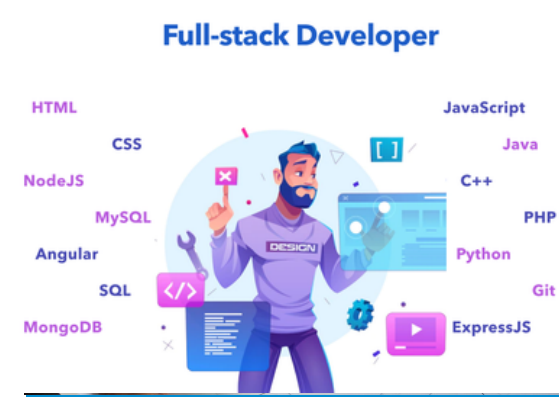 Full-stack Developer
HTML
CSS
NodeJS
MySQL
Angular
SQL
MongoDB
DESIGN
[ ]
</>
JavaScript
Java
C++
PHP
Python
Git
ExpressJS